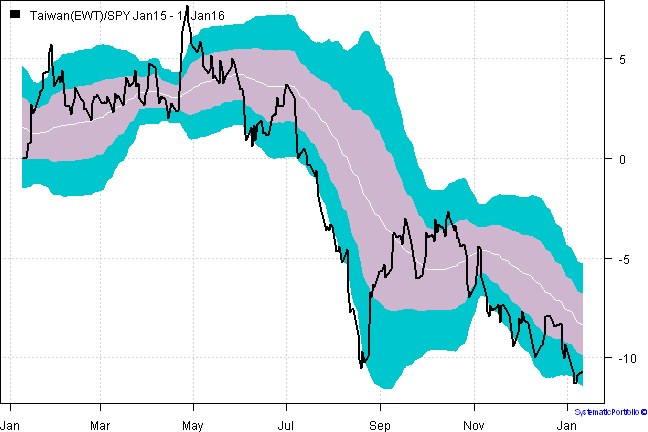 Taiwan(EWT)/SPY Jan15 - 1 Jan16
5
0
-5
-10
Jan Mar May Jul Sep Nov Jan
SystematicPortfolio ©